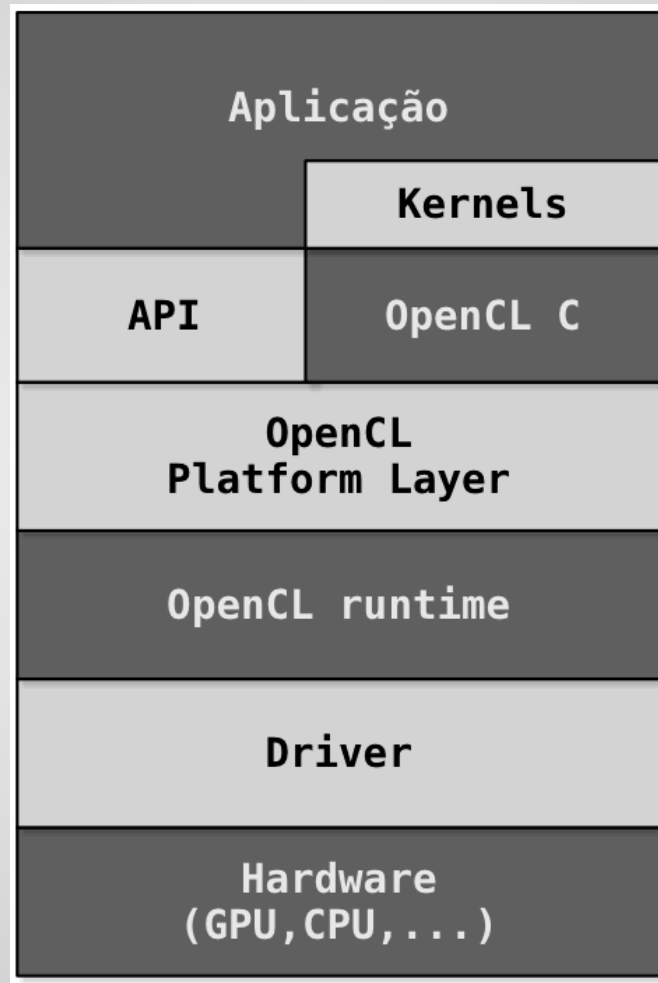 Aplicação
Kernels
API
OpenCL C
OpenCL
Platform Layer
OpenCL runtime
Driver
Hardware
(GPU,CPU,...)